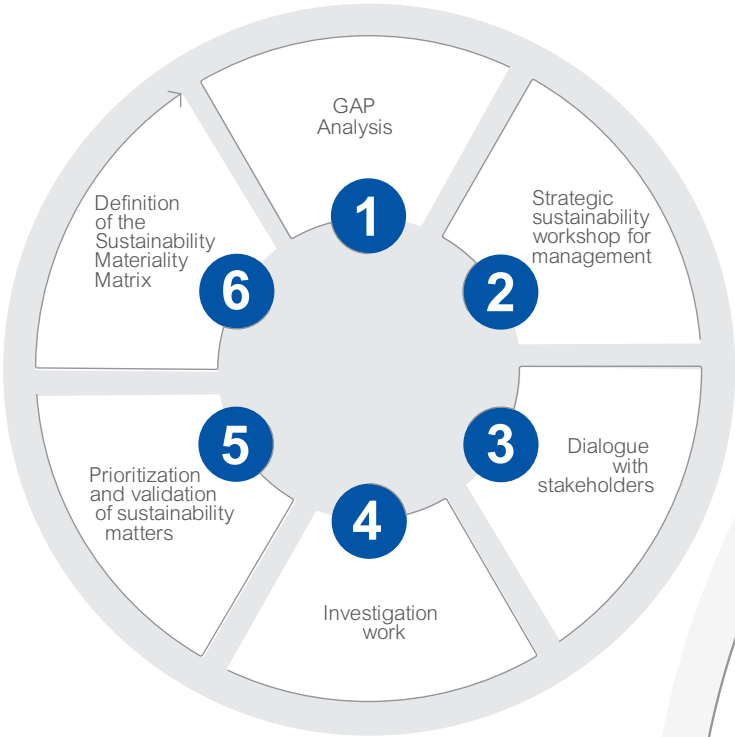 GAP
Analysis
1
Strategic
sustainability
workshop for
management
2
Dialogue
with
stakeholders
3
Investigation
work
4
Prioritization
and validation
of sustainability
matters
5
Definition
of the
Sustainability
Materiality
Matrix
6